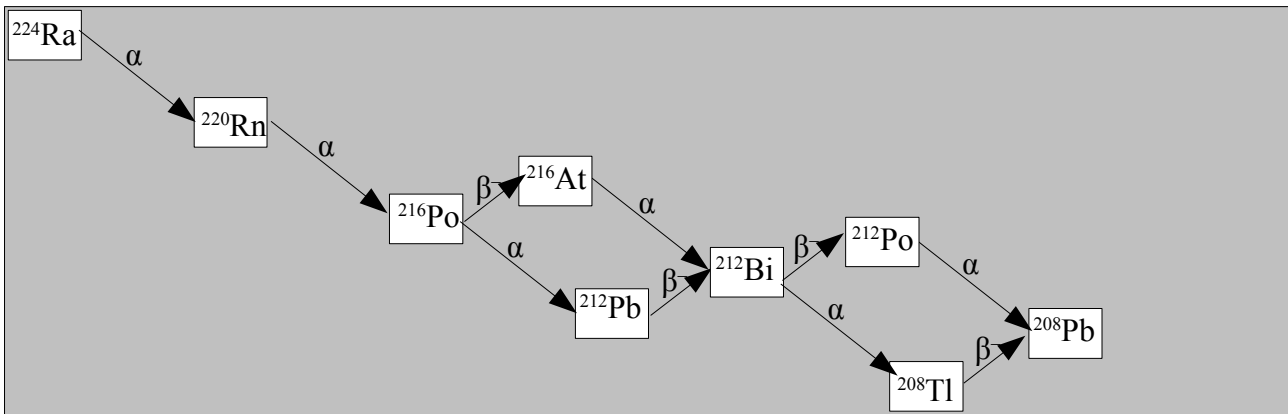 ²²⁴Ra
α
²²⁰Rn
α
²¹⁶Po
β⁻
²¹⁶At
α
α
²¹²Pb
β⁻
²¹²Bi
β⁻
²¹²Po
α
α
²⁰⁸Tl
β⁻
²⁰⁸Pb